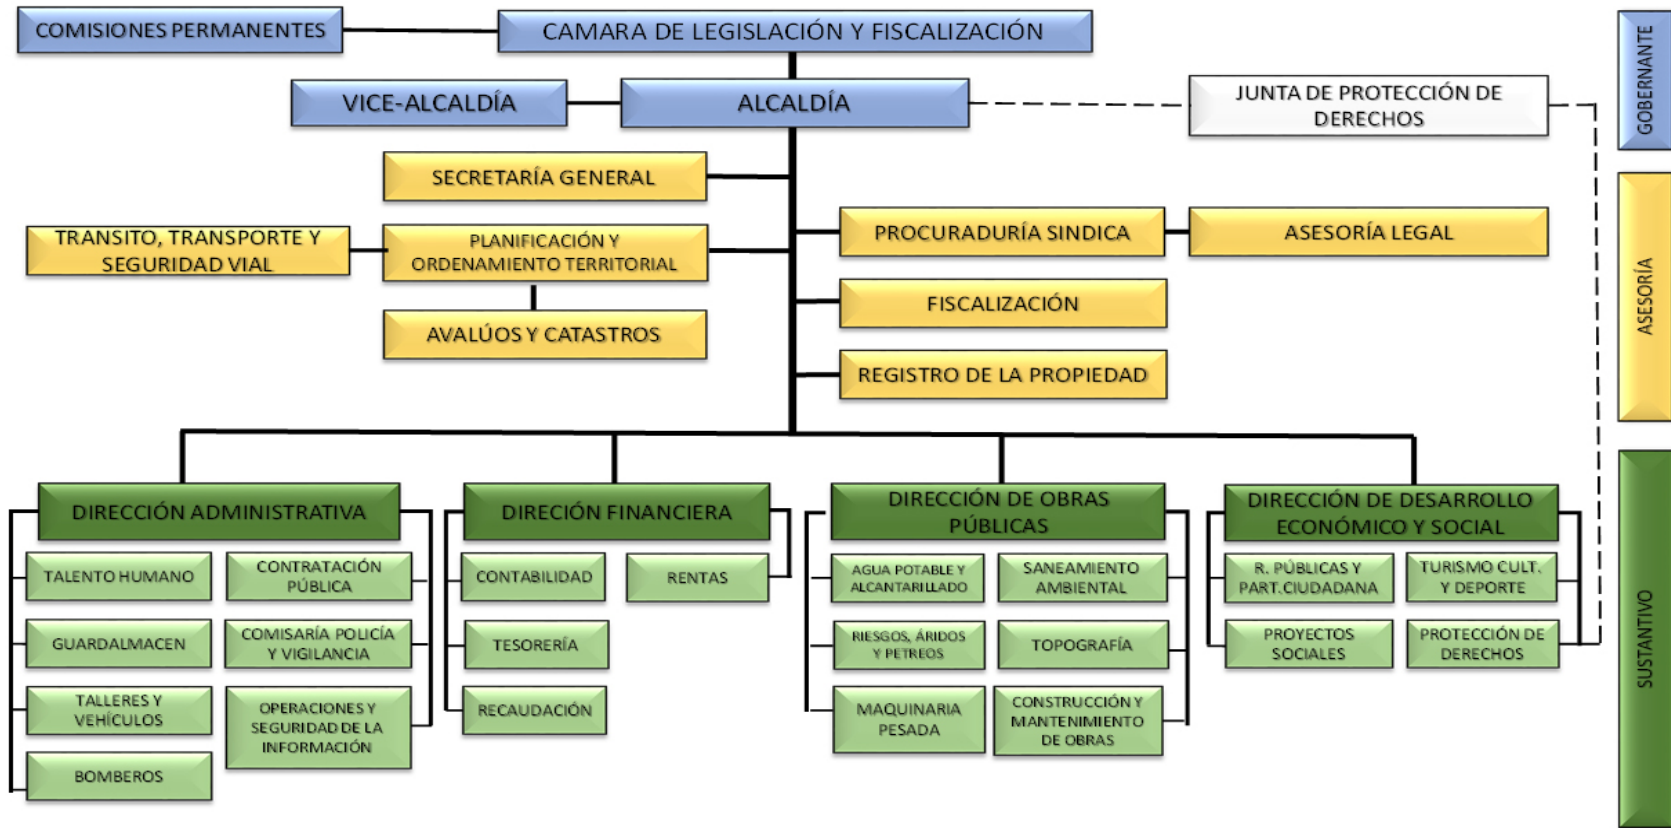 COMISIONES PERMANENTES
CAMARA DE LEGISLACIÓN Y FISCALIZACIÓN
VICE-ALCALDÍA
ALCALDÍA
JUNTA DE PROTECCIÓN DE
DERECHOS
GOBERNANTE
SECRETARÍA GENERAL
TRANSITO, TRANSPORTE Y
SEGURIDAD VIAL
PLANIFICACIÓN Y
ORDENAMIENTO TERRITORIAL
AVALÚOS Y CATASTROS
PROCURADURÍA SINDICA
ASESORÍA LEGAL
FISCALIZACIÓN
REGISTRO DE LA PROPIEDAD
ASESORÍA
DIRECCIÓN ADMINISTRATIVA
TALENTO HUMANO
CONTRATACIÓN
PÚBLICA
GUARDALMACEN
COMISARÍA POLICÍA
Y VIGILANCIA
TALLERES Y
VEHÍCULOS
OPERACIONES Y
SEGURIDAD DE LA
INFORMACIÓN
BOMBEROS
DIRECIÓN FINANCIERA
CONTABILIDAD
RENTAS
TESORERÍA
RECAUDACIÓN
DIRECCIÓN DE OBRAS
PÚBLICAS
AGUA POTABLE Y
ALCANTARILLADO
SANEAMIENTO
AMBIENTAL
RIESGOS, ÁRIDOS
Y PETREOS
TOPOGRAFÍA
MAQUINARIA
PESADA
CONSTRUCCIÓN Y
MANTENIMIENTO
DE OBRAS
DIRECCIÓN DE DESARROLLO
ECONÓMICO Y SOCIAL
R. PÚBLICAS Y
PART.CIUDADANA
TURISMO CULT.
Y DEPORTE
PROYECTOS
SOCIALES
PROTECCIÓN DE
DERECHOS
SUSTANTIVO